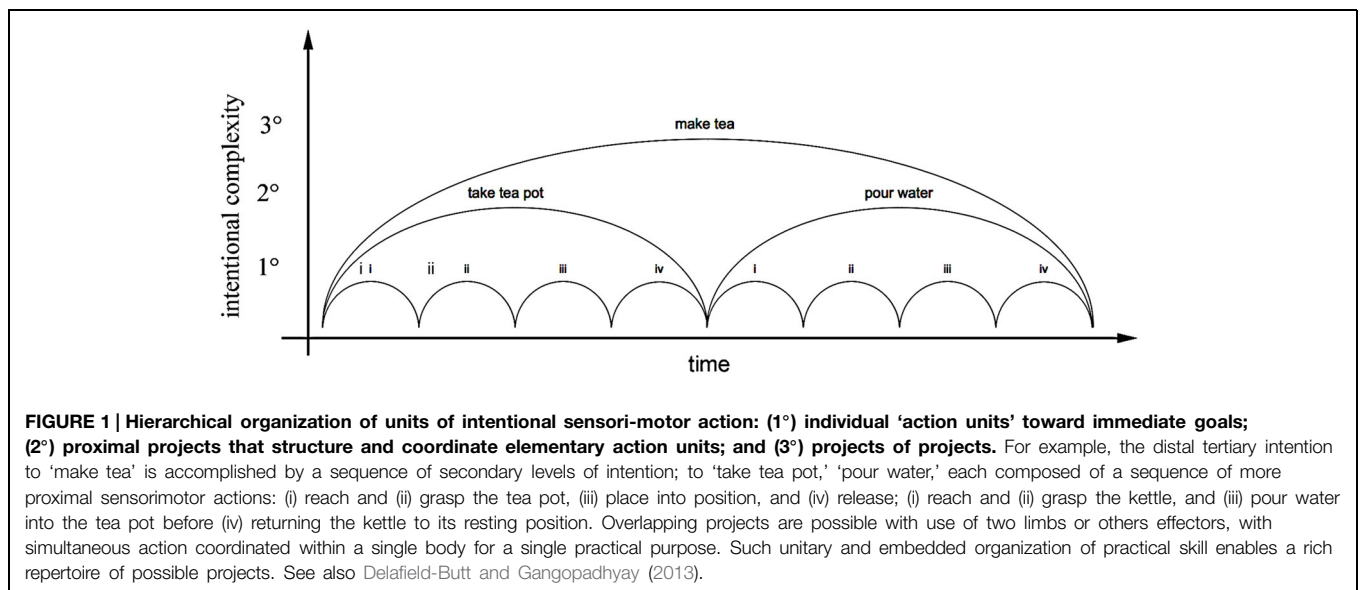 3°
make tea
intentional complexity
2°
take tea pot
pour water
1°
i i ii ii iii iv i ii iii iv
time
FIGURE 1 | Hierarchical organization of units of intentional sensori-motor action: (1°) individual ‘action units’ toward immediate goals;
(2°) proximal projects that structure and coordinate elementary action units; and (3°) projects of projects. For example, the distal tertiary intention
to ‘make tea’ is accomplished by a sequence of secondary levels of intention; to ‘take tea pot,’ ‘pour water,’ each composed of a sequence of more
proximal sensorimotor actions: (i) reach and (ii) grasp the tea pot, (iii) place into position, and (iv) release; (i) reach and (ii) grasp the kettle, and (iii) pour water
into the tea pot before (iv) returning the kettle to its resting position. Overlapping projects are possible with use of two limbs or others effectors, with
simultaneous action coordinated within a single body for a single practical purpose. Such unitary and embedded organization of practical skill enables a rich
repertoire of possible projects. See also Delafield-Butt and Gangopadhyay (2013).